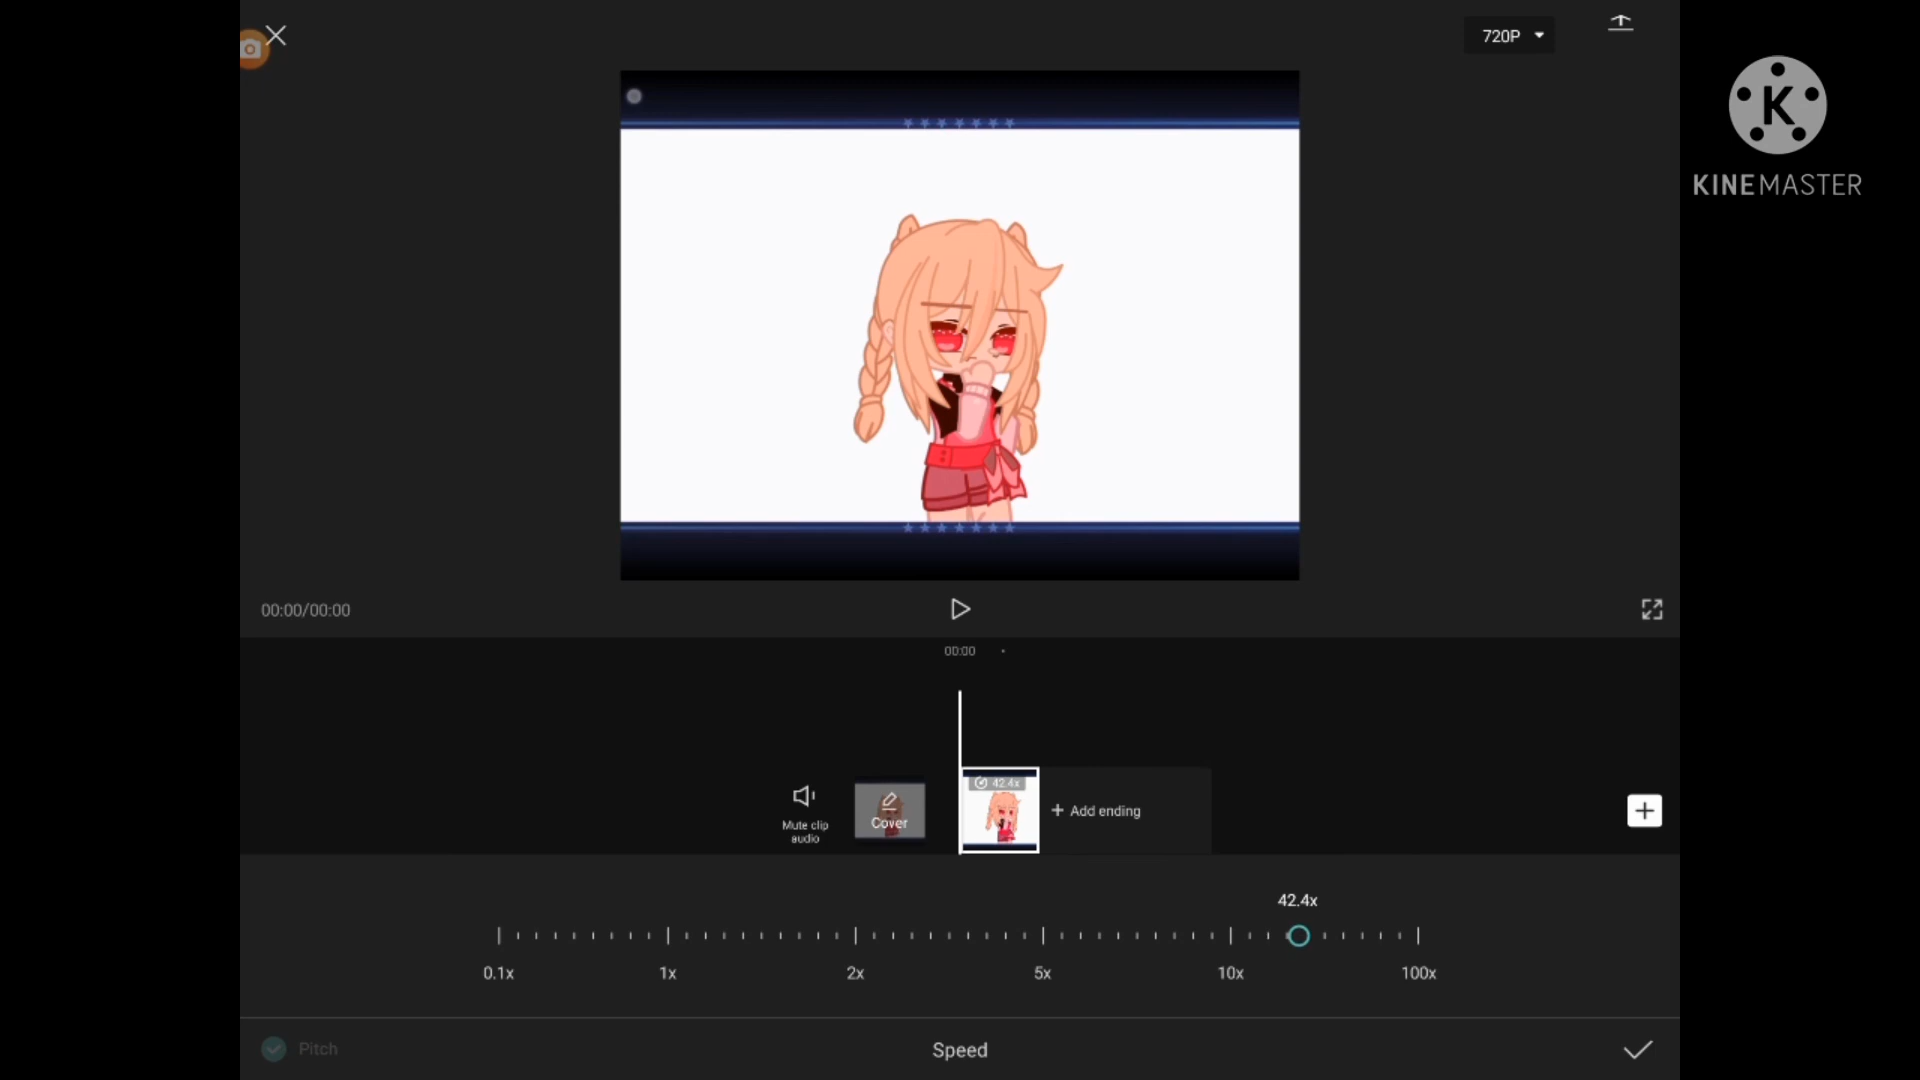 720P
KINEMASTER
00:00/00:00
00:00
42.4x
Mute clip
audio
Cover
+ Add ending
42.4x
0.1x 1x 2x 5x 10x 100x
Pitch
Speed